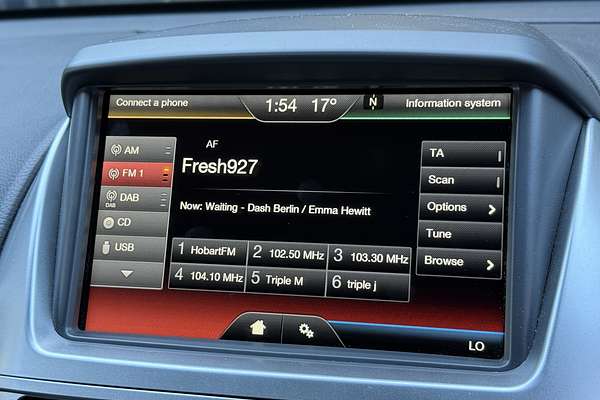 Connect a phone
1:54 17°
N
Information system
AM
FM 1
DAB
DAB
CD
USB
AF
Fresh927
Now: Waiting - Dash Berlin / Emma Hewitt
1 HobartFM 2 102.50 MHz 3 103.30 MHz
4 104.10 MHz 5 Triple M 6 triple j
TA
Scan
Options
Tune
Browse
LO